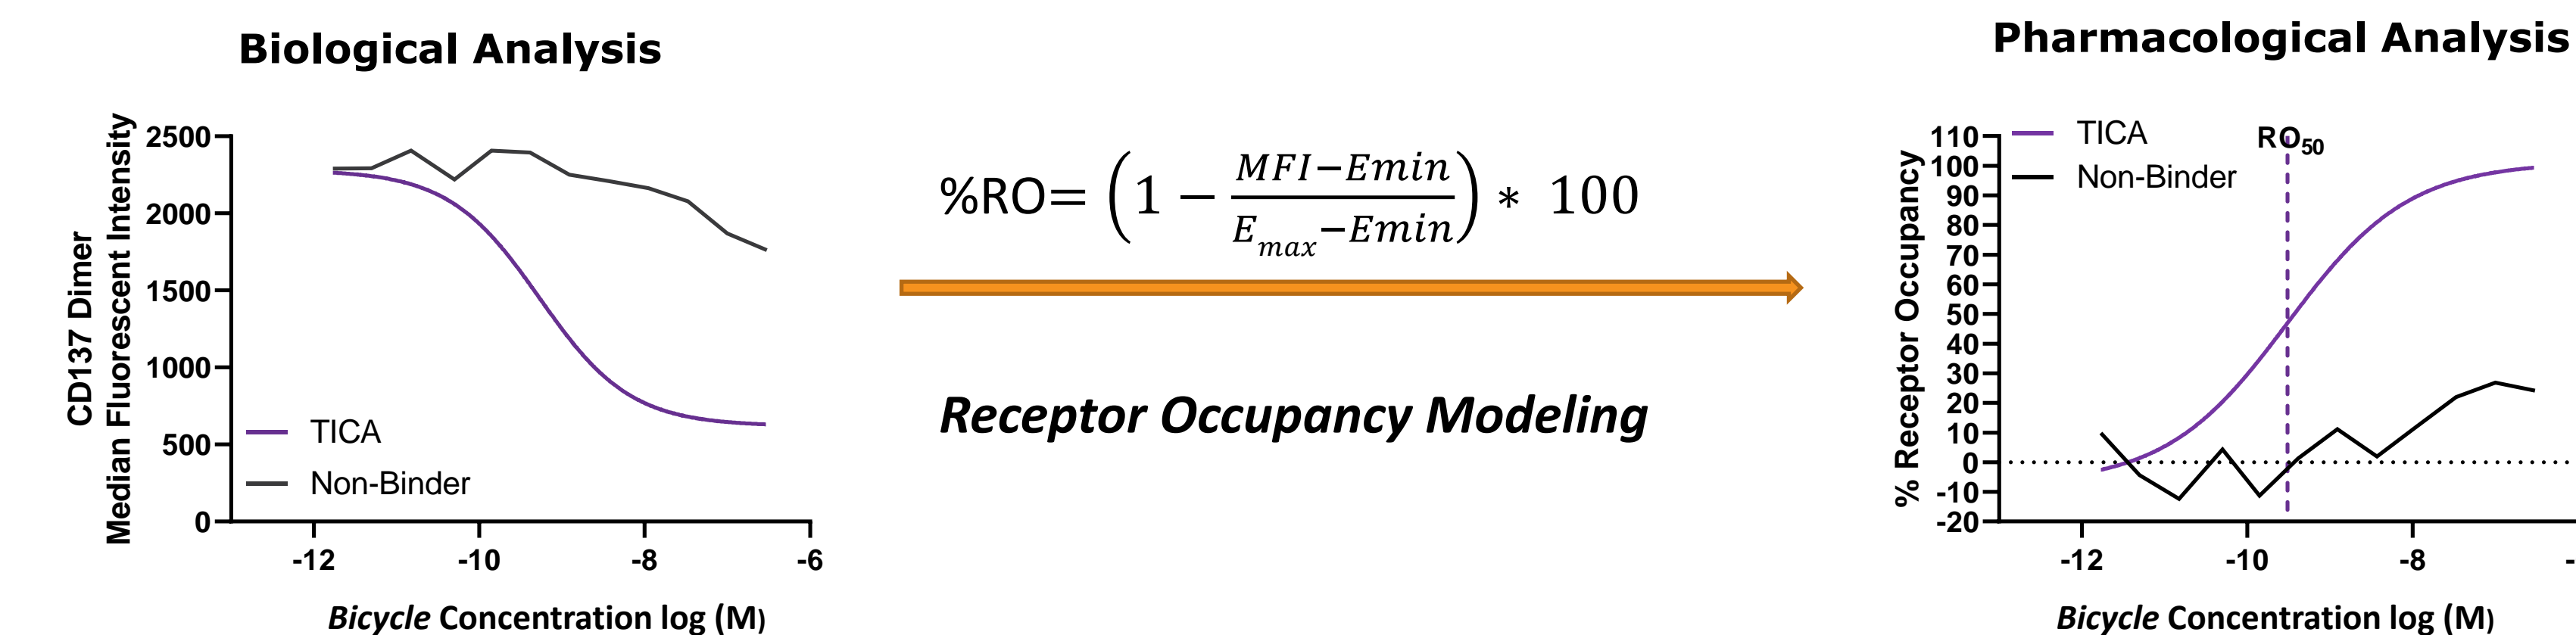 Biological Analysis
CD137 Dimer
Median Fluorescent Intensity
2500
2000
1500
1000
500
0
TICA
Non-Binder
-12 -10 -8 -6
Bicycle Concentration log (M)
%RO= (1 − (MFI−Emin)/(E_max−Emin)) * 100
Receptor Occupancy Modeling
Pharmacological Analysis
% Receptor Occupancy
110
100
90
80
70
60
50
40
30
20
10
0
-10
-20
TICA
Non-Binder
RO50
-12 -10 -8
Bicycle Concentration log (M)